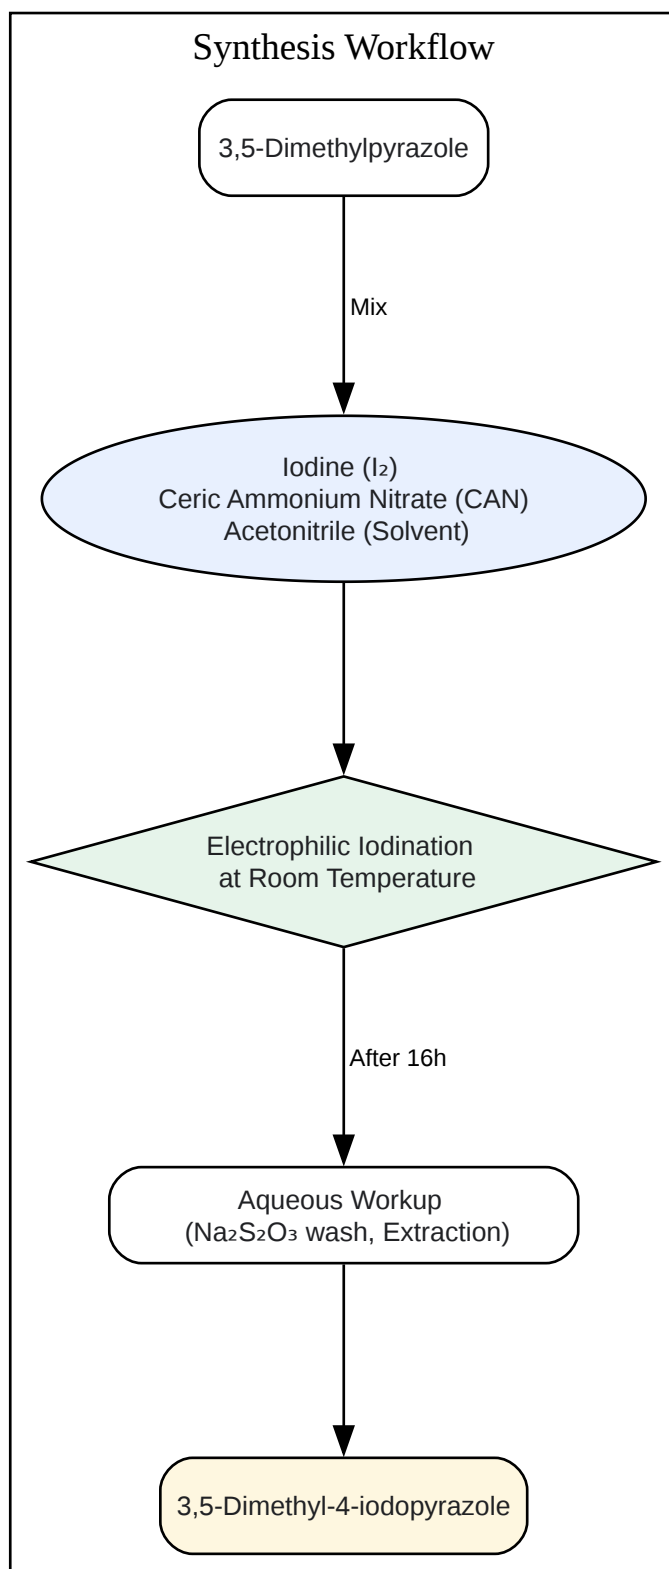 Synthesis Workflow
3,5-Dimethylpyrazole
Mix
Iodine (I₂)
Ceric Ammonium Nitrate (CAN)
Acetonitrile (Solvent)
Electrophilic Iodination
at Room Temperature
After 16h
Aqueous Workup
(Na₂S₂O₃ wash, Extraction)
3,5-Dimethyl-4-iodopyrazole